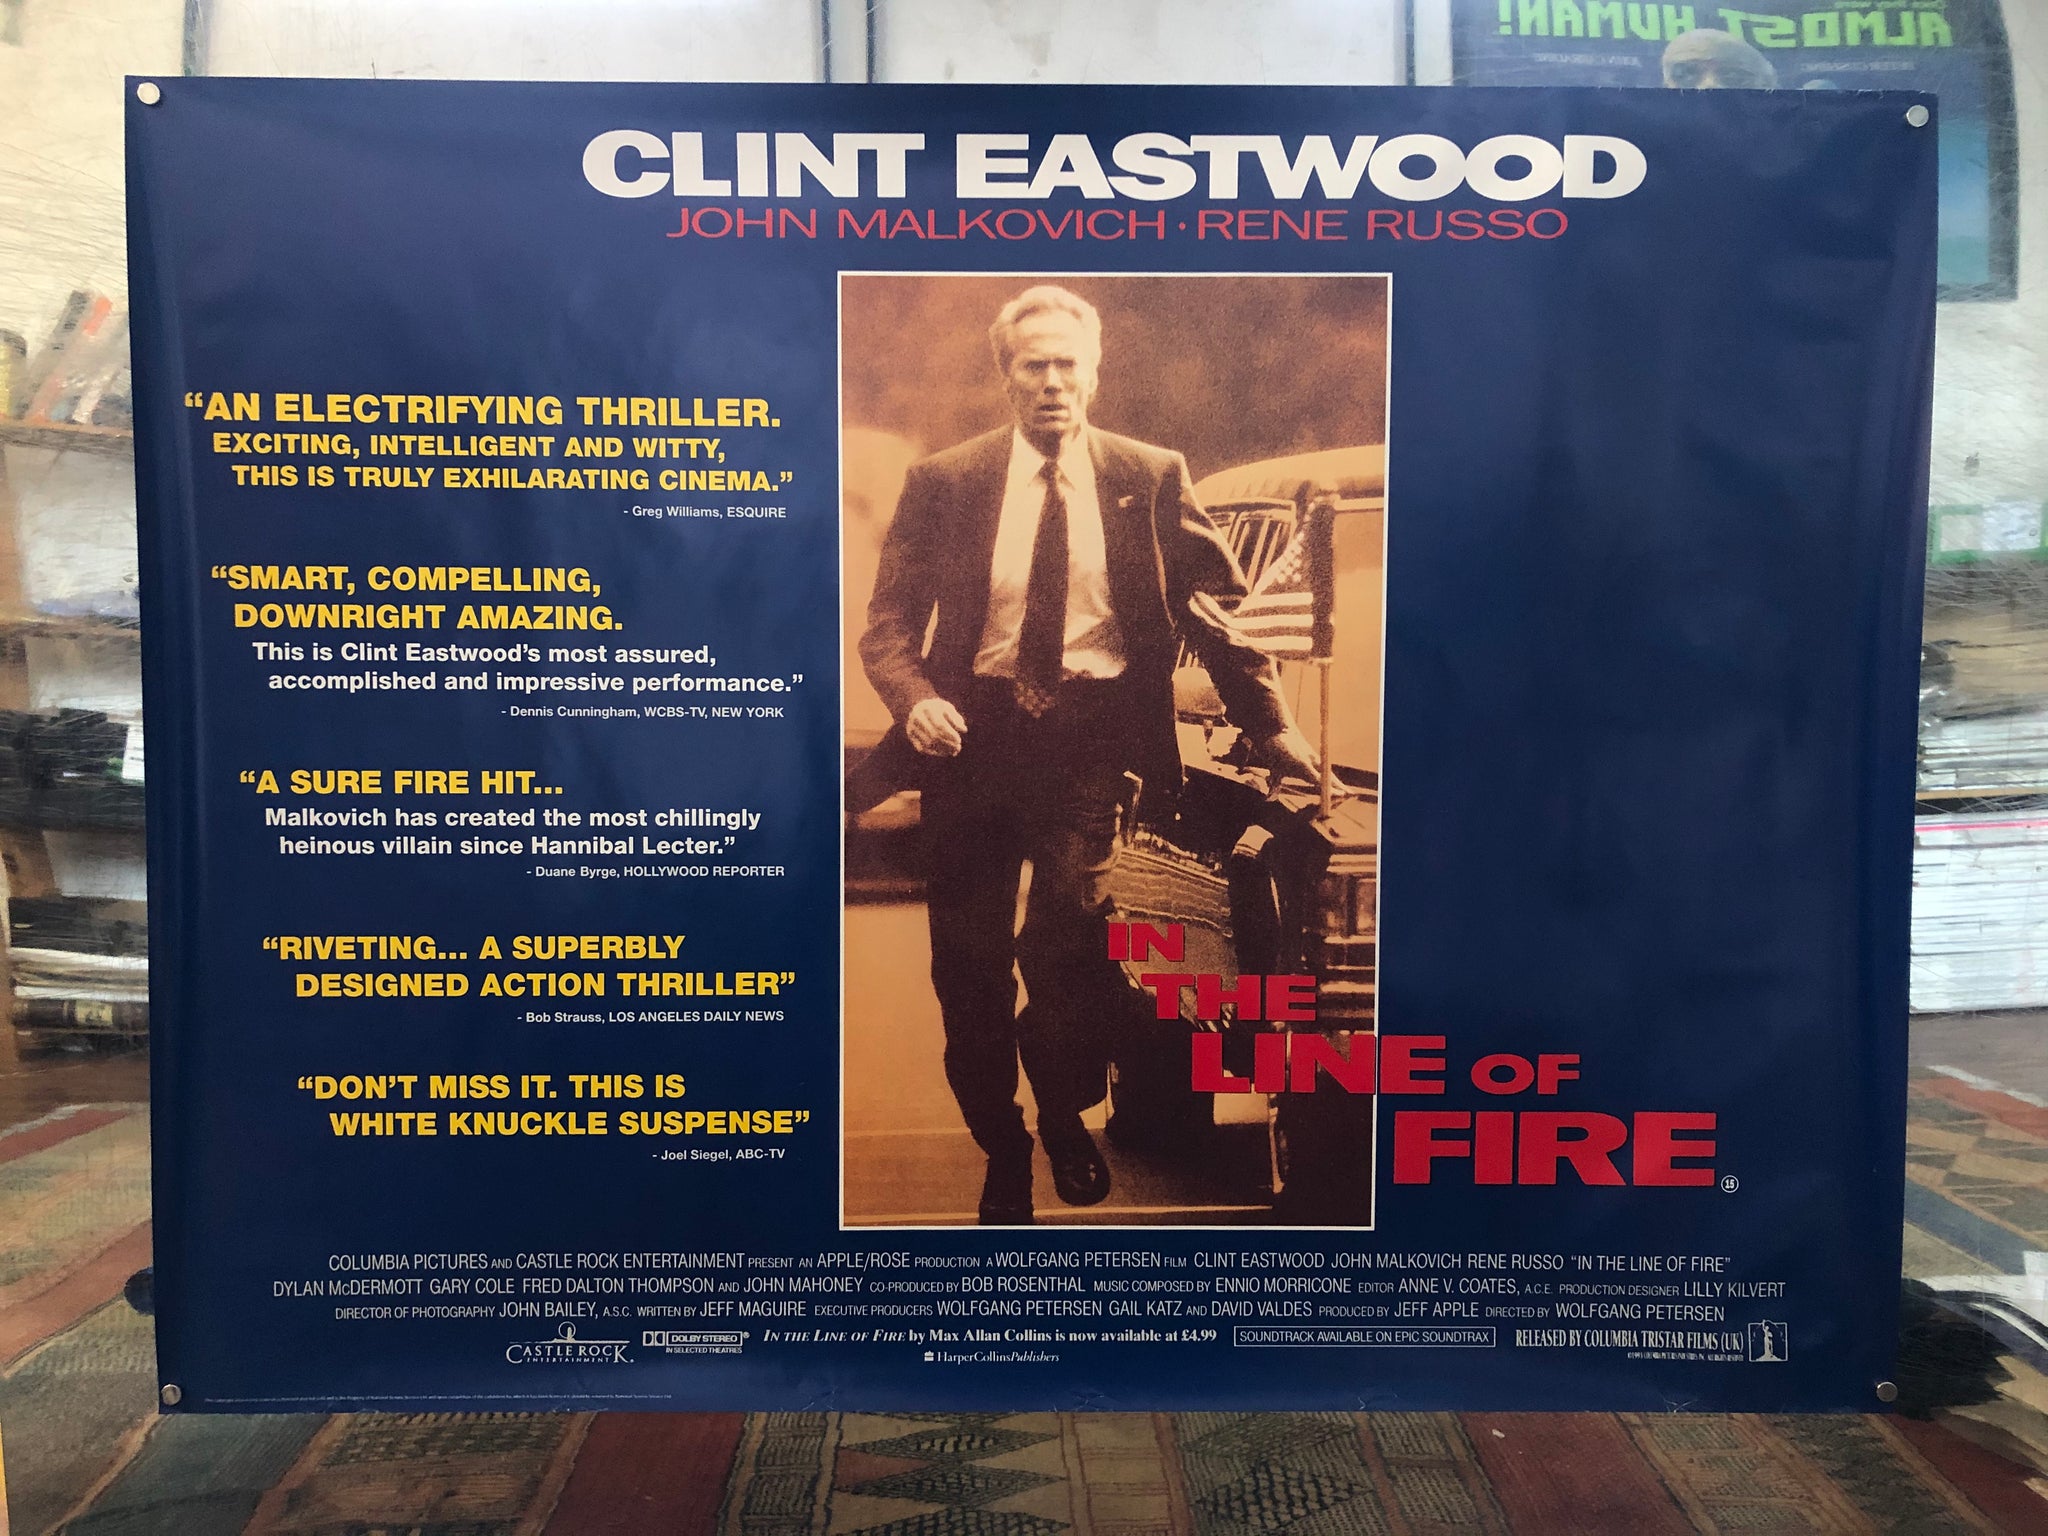 ALMOST HUMAN!
CLINT EASTWOOD
JOHN MALKOVICH · RENE RUSSO
“AN ELECTRIFYING THRILLER.
EXCITING, INTELLIGENT AND WITTY,
THIS IS TRULY EXHILARATING CINEMA.”
- Greg Williams, ESQUIRE
“SMART, COMPELLING,
DOWNRIGHT AMAZING.
This is Clint Eastwood’s most assured,
accomplished and impressive performance.”
- Dennis Cunningham, WCBS-TV, NEW YORK
“A SURE FIRE HIT...
Malkovich has created the most chillingly
heinous villain since Hannibal Lecter.”
- Duane Byrge, HOLLYWOOD REPORTER
“RIVETING... A SUPERBLY
DESIGNED ACTION THRILLER”
- Bob Strauss, LOS ANGELES DAILY NEWS
“DON’T MISS IT. THIS IS
WHITE KNUCKLE SUSPENSE”
- Joel Siegel, ABC-TV
IN
THE
LINE OF
FIRE
15
COLUMBIA PICTURES AND CASTLE ROCK ENTERTAINMENT PRESENT AN APPLE/ROSE PRODUCTION A WOLFGANG PETERSEN FILM CLINT EASTWOOD JOHN MALKOVICH RENE RUSSO “IN THE LINE OF FIRE”
DYLAN McDERMOTT GARY COLE FRED DALTON THOMPSON AND JOHN MAHONEY CO-PRODUCED BY BOB ROSENTHAL MUSIC COMPOSED BY ENNIO MORRICONE EDITOR ANNE V. COATES, A.C.E. PRODUCTION DESIGNER LILLY KILVERT
DIRECTOR OF PHOTOGRAPHY JOHN BAILEY, A.S.C. WRITTEN BY JEFF MAGUIRE EXECUTIVE PRODUCERS WOLFGANG PETERSEN GAIL KATZ AND DAVID VALDES PRODUCED BY JEFF APPLE DIRECTED BY WOLFGANG PETERSEN
CASTLE ROCK
ENTERTAINMENT
DOLBY STEREO
IN SELECTED THEATRES
IN THE LINE OF FIRE by Max Allan Collins is now available at £4.99
HarperCollinsPublishers
SOUNDTRACK AVAILABLE ON EPIC SOUNDTRAX
RELEASED BY COLUMBIA TRISTAR FILMS (UK)